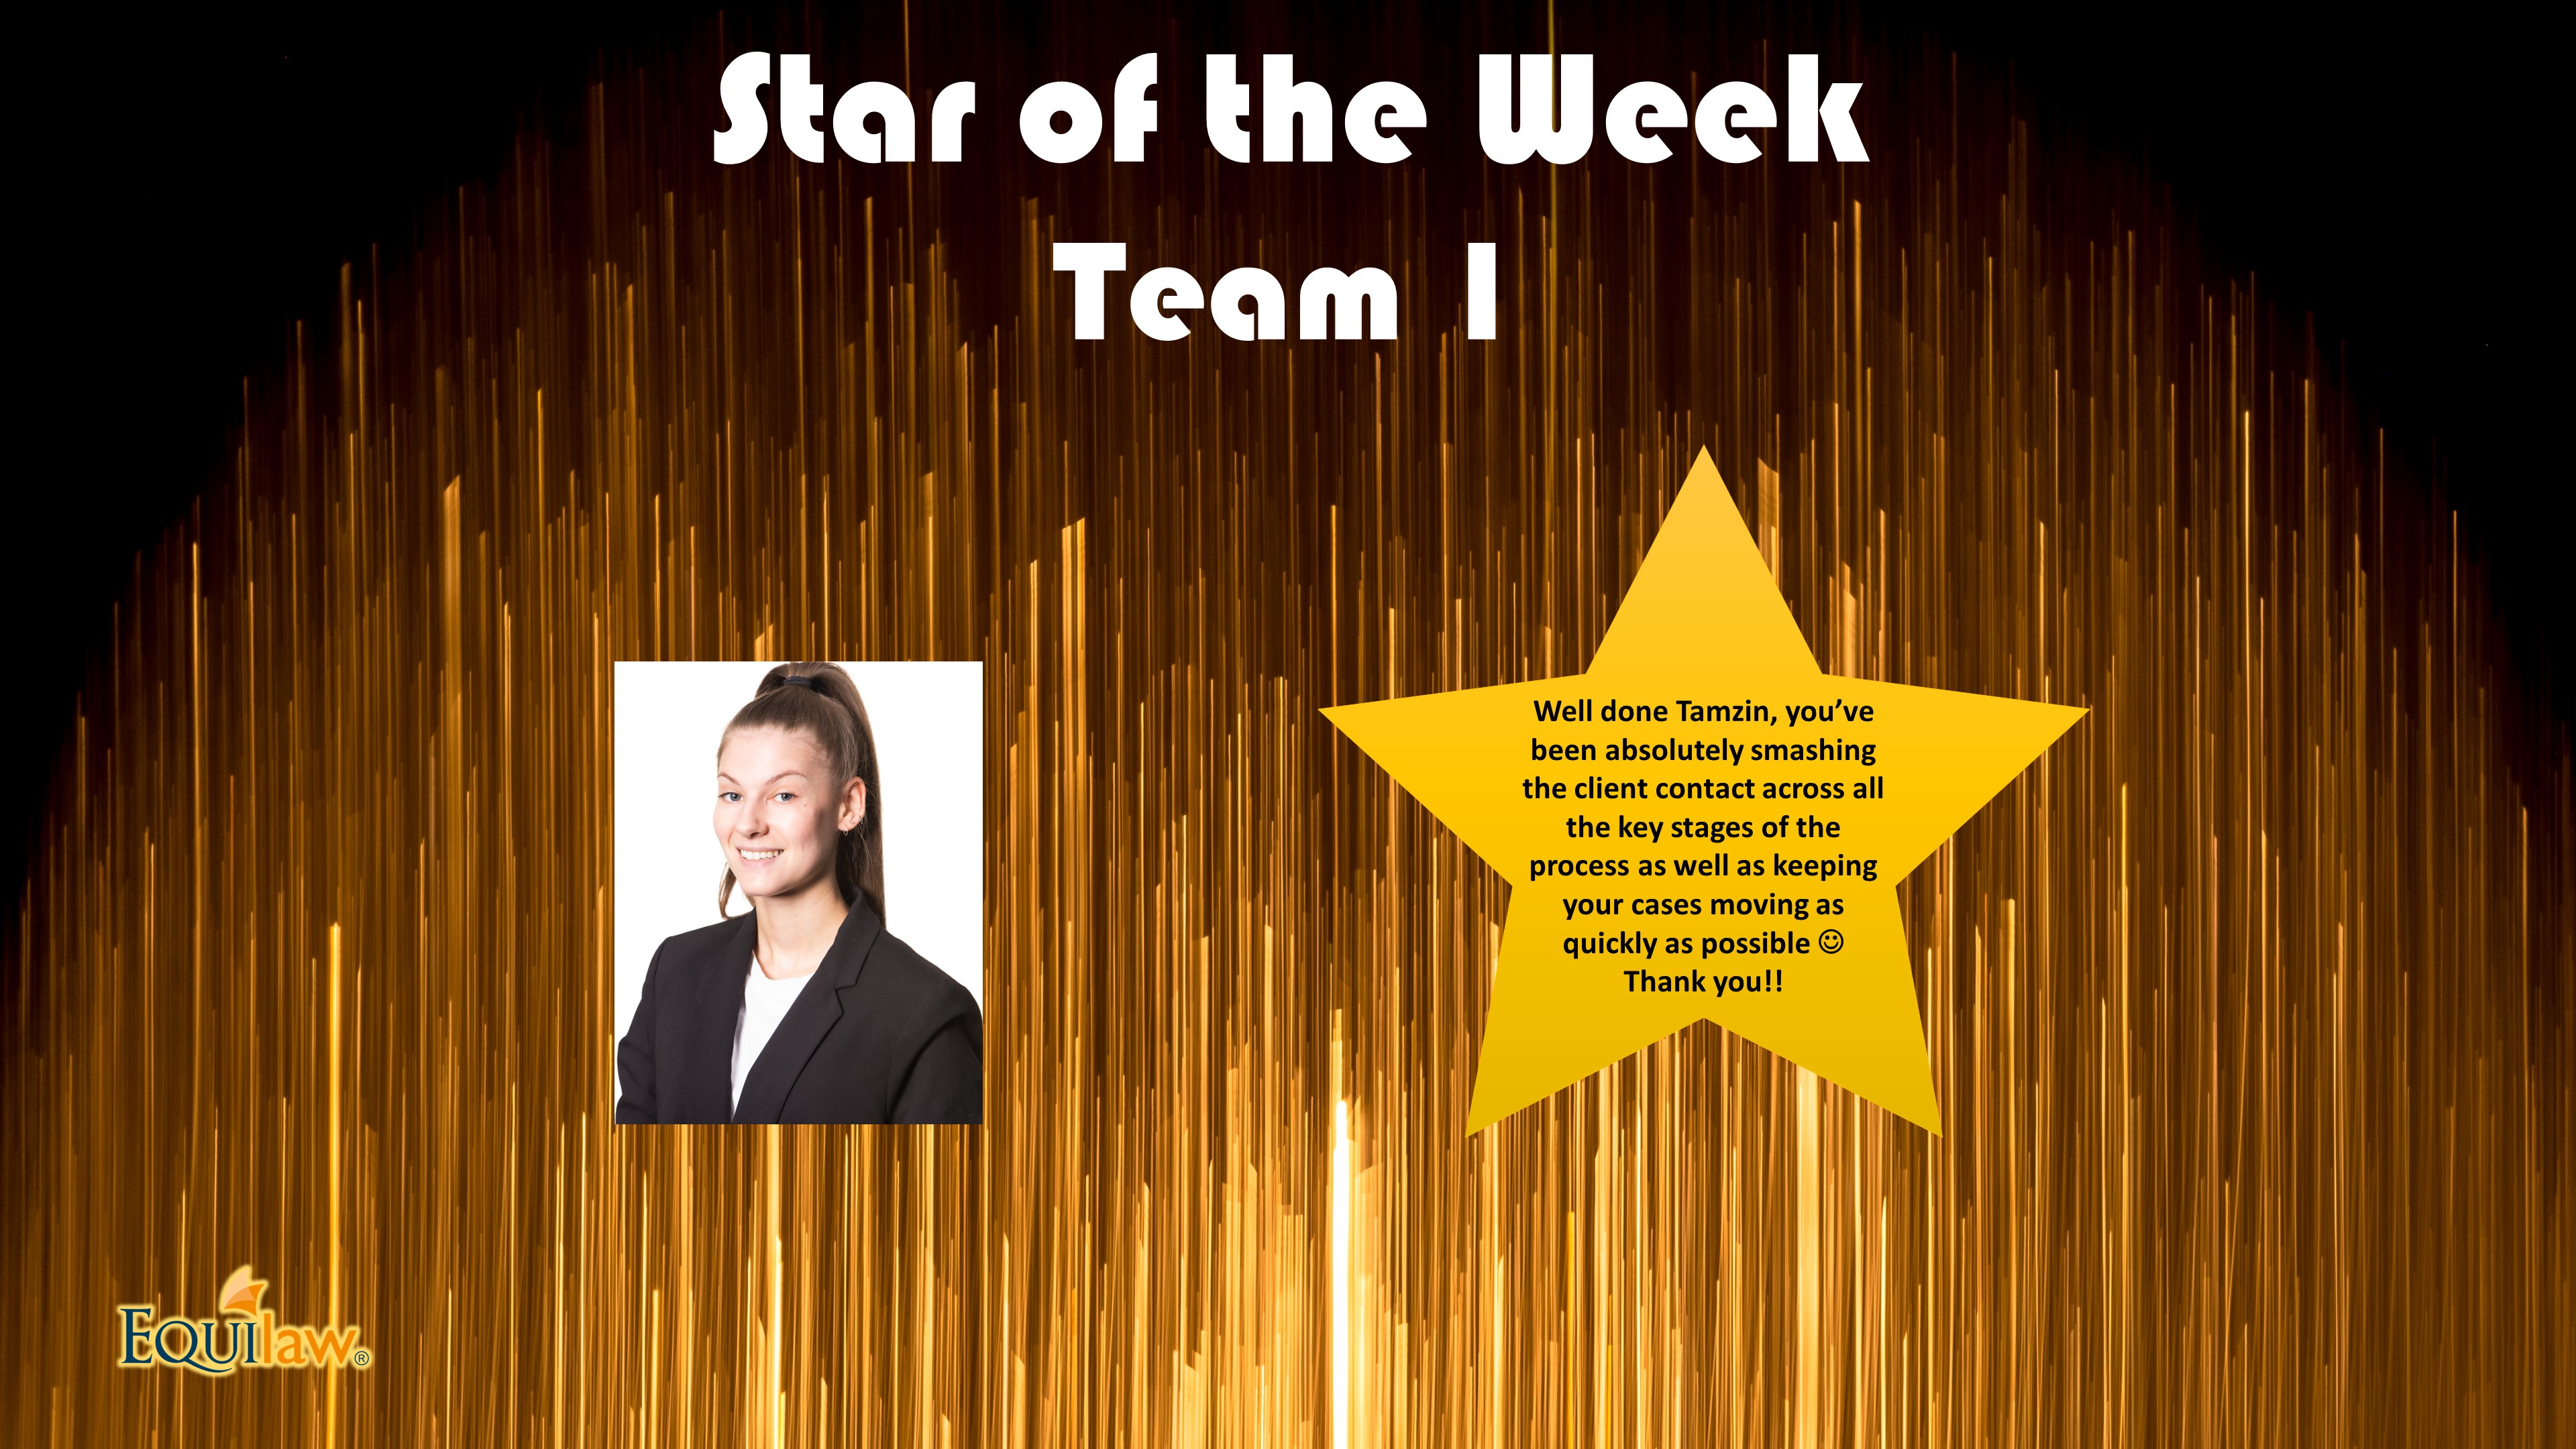 Star of the Week
Team 1
Well done Tamzin, you’ve
been absolutely smashing
the client contact across all
the key stages of the
process as well as keeping
your cases moving as
quickly as possible ☺
Thank you!!
EQUIlaw®